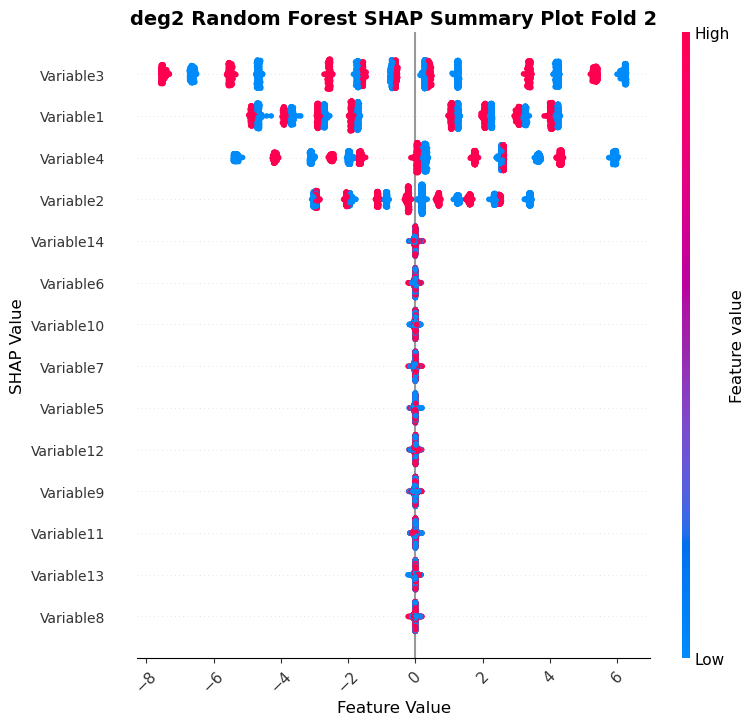 deg2 Random Forest SHAP Summary Plot Fold 2
High
Variable3
Variable1
Variable4
Variable2
Variable14
Variable6
Variable10
Variable7
Variable5
Variable12
Variable9
Variable11
Variable13
Variable8
SHAP Value
Feature value
Low
−8
−6
−4
−2
0
2
4
6
Feature Value